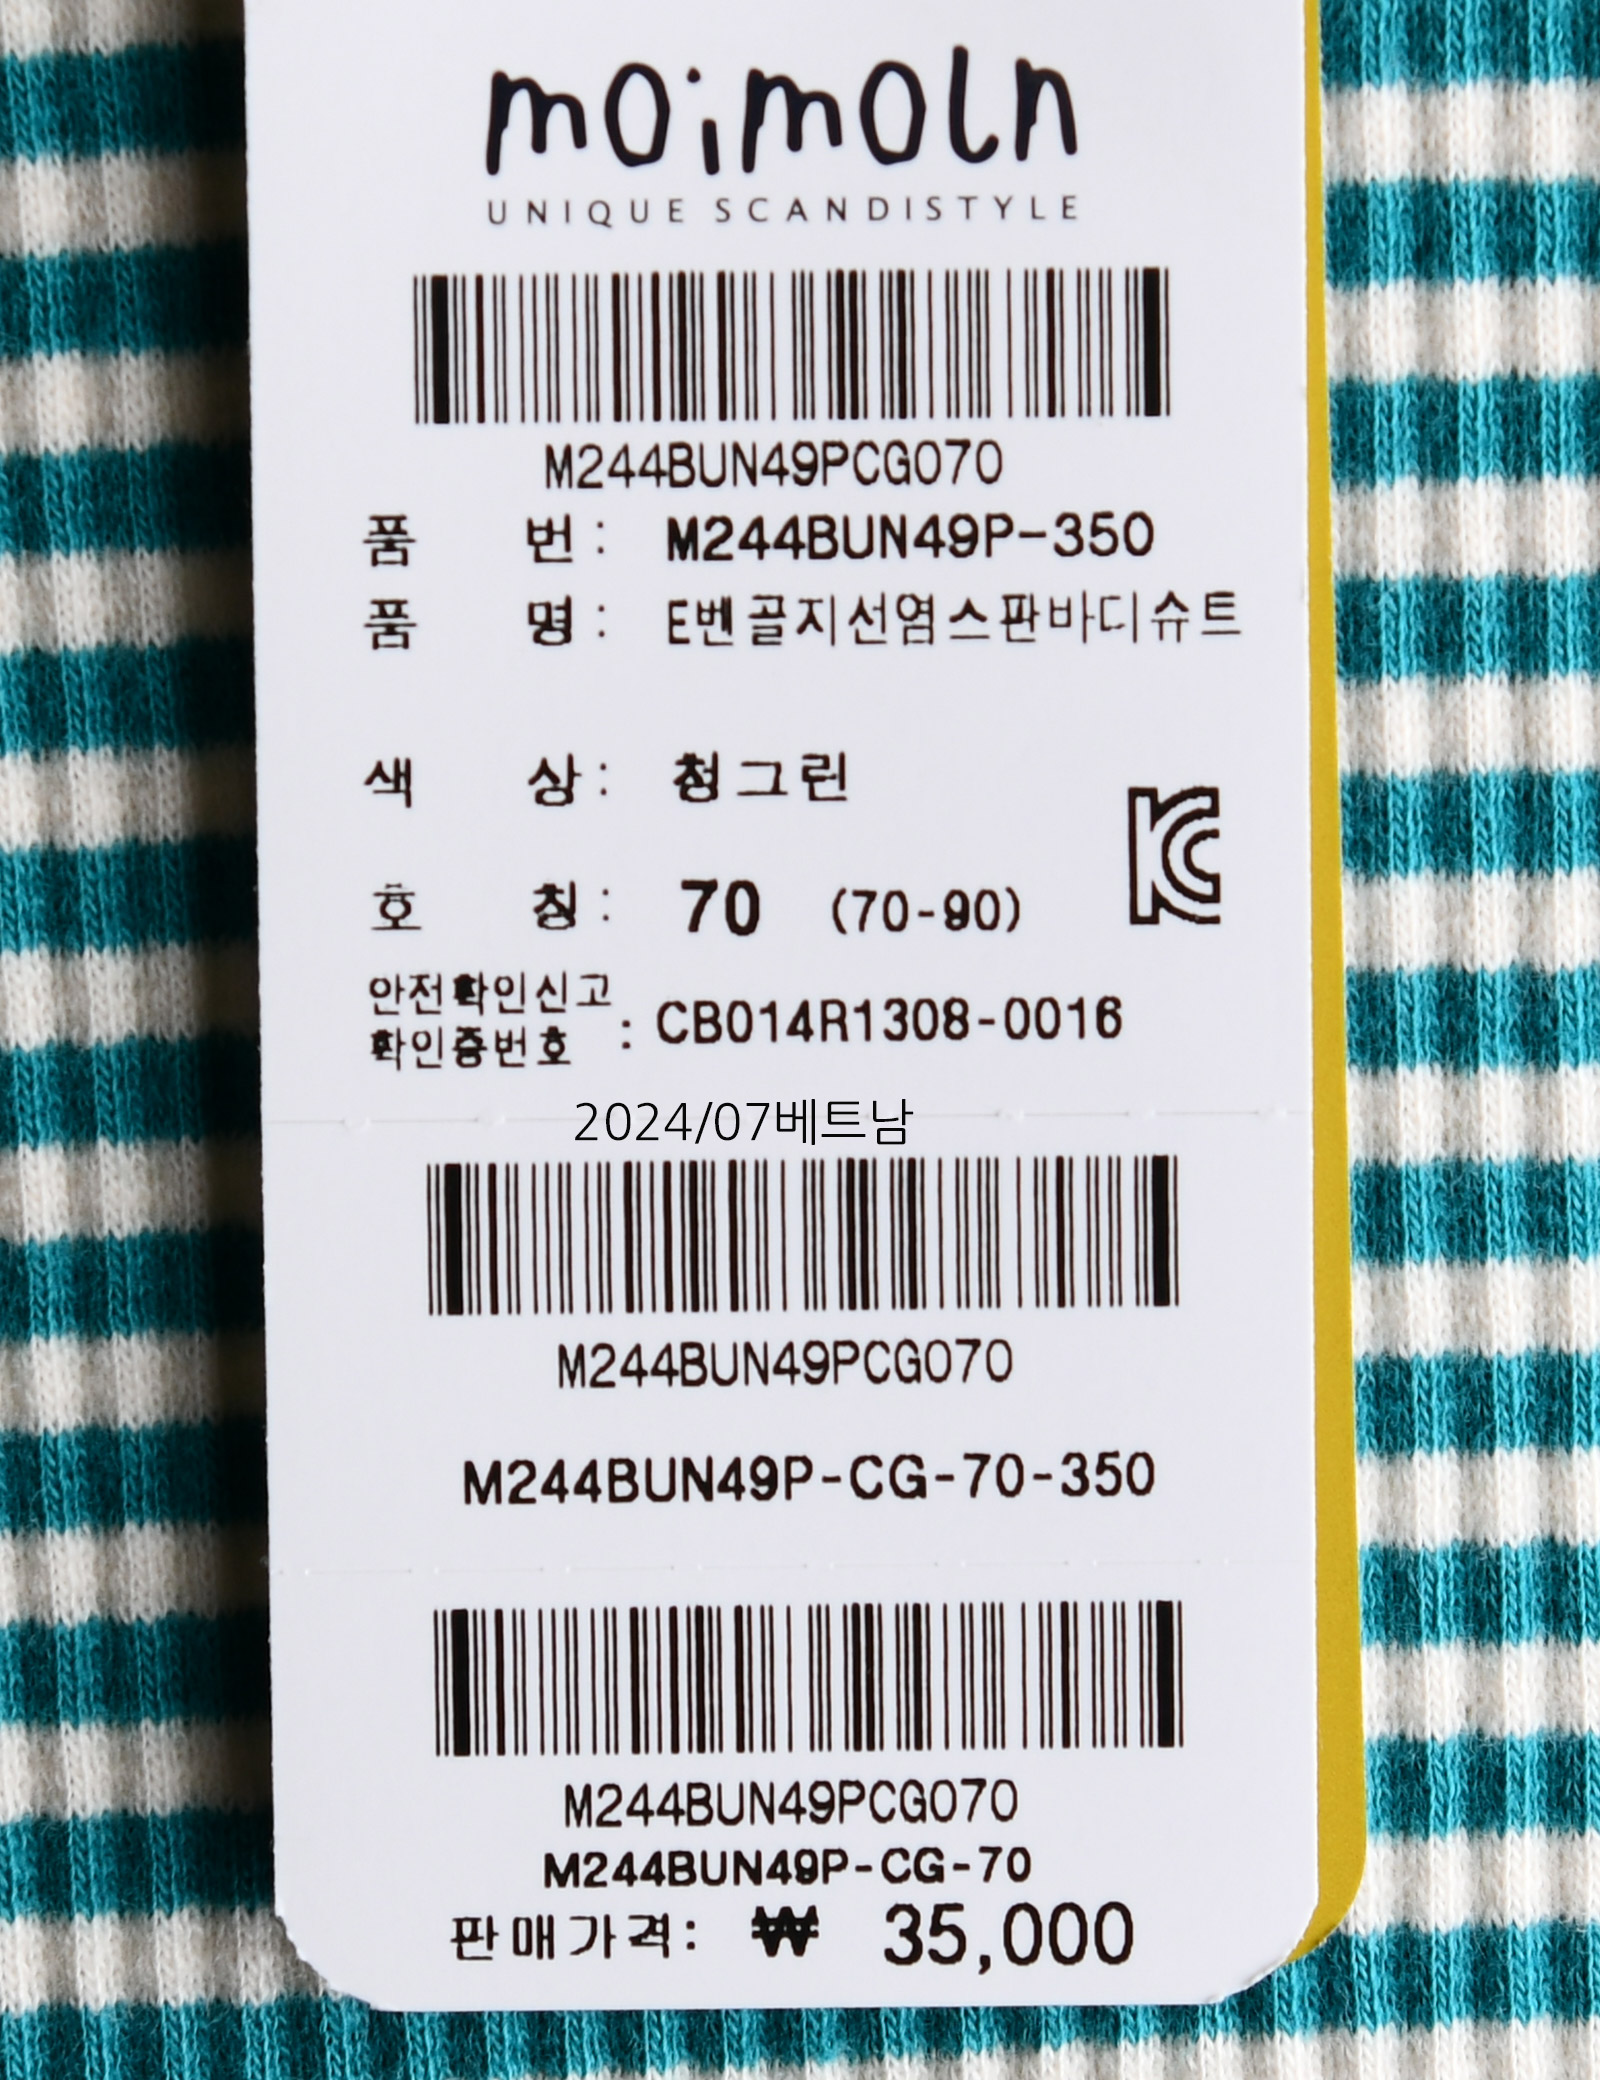 moimoln
UNIQUE SCANDISTYLE
M244BUN49PCG070
품 번 : M244BUN49P-350
품 명 : E벤골지선염스판바디슈트
색 상 : 청그린
호 칭 : 70 (70-90)
안전확인신고
확인증번호 : CB014R1308-0016
2024/07베트남
M244BUN49PCG070
M244BUN49P-CG-70-350
M244BUN49PCG070
M244BUN49P-CG-70
판매가격: ₩ 35,000